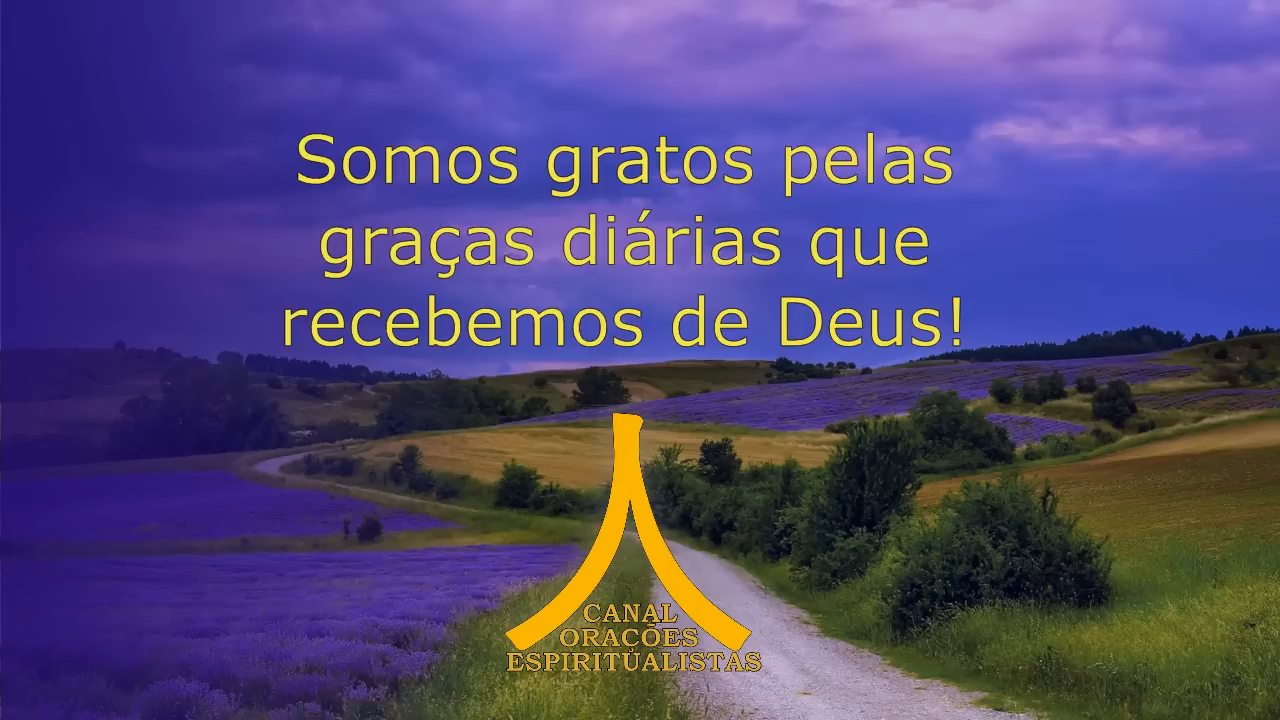 Somos gratos pelas
graças diárias que
recebemos de Deus!
CANAL
ORAÇÕES
ESPIRITUALISTAS